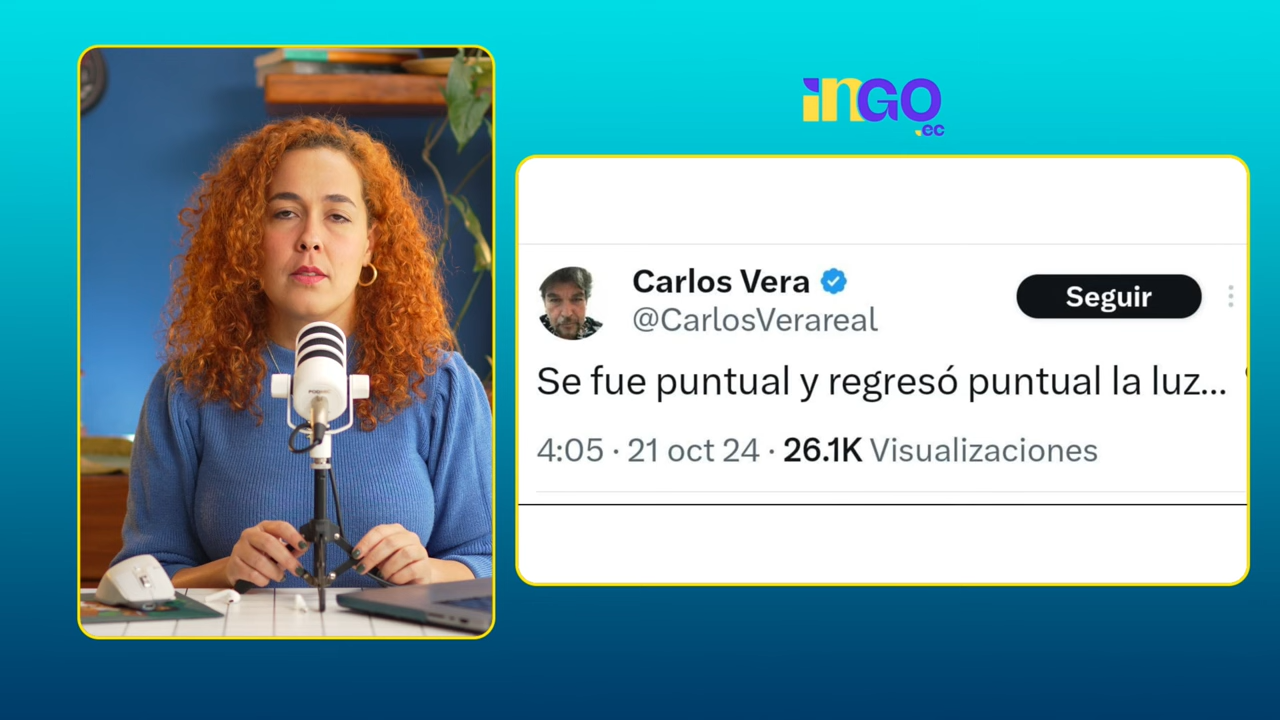 inGO
.ec
Carlos Vera
@CarlosVerareal
Seguir
Se fue puntual y regresó puntual la luz...
4:05 · 21 oct 24 · 26.1K Visualizaciones